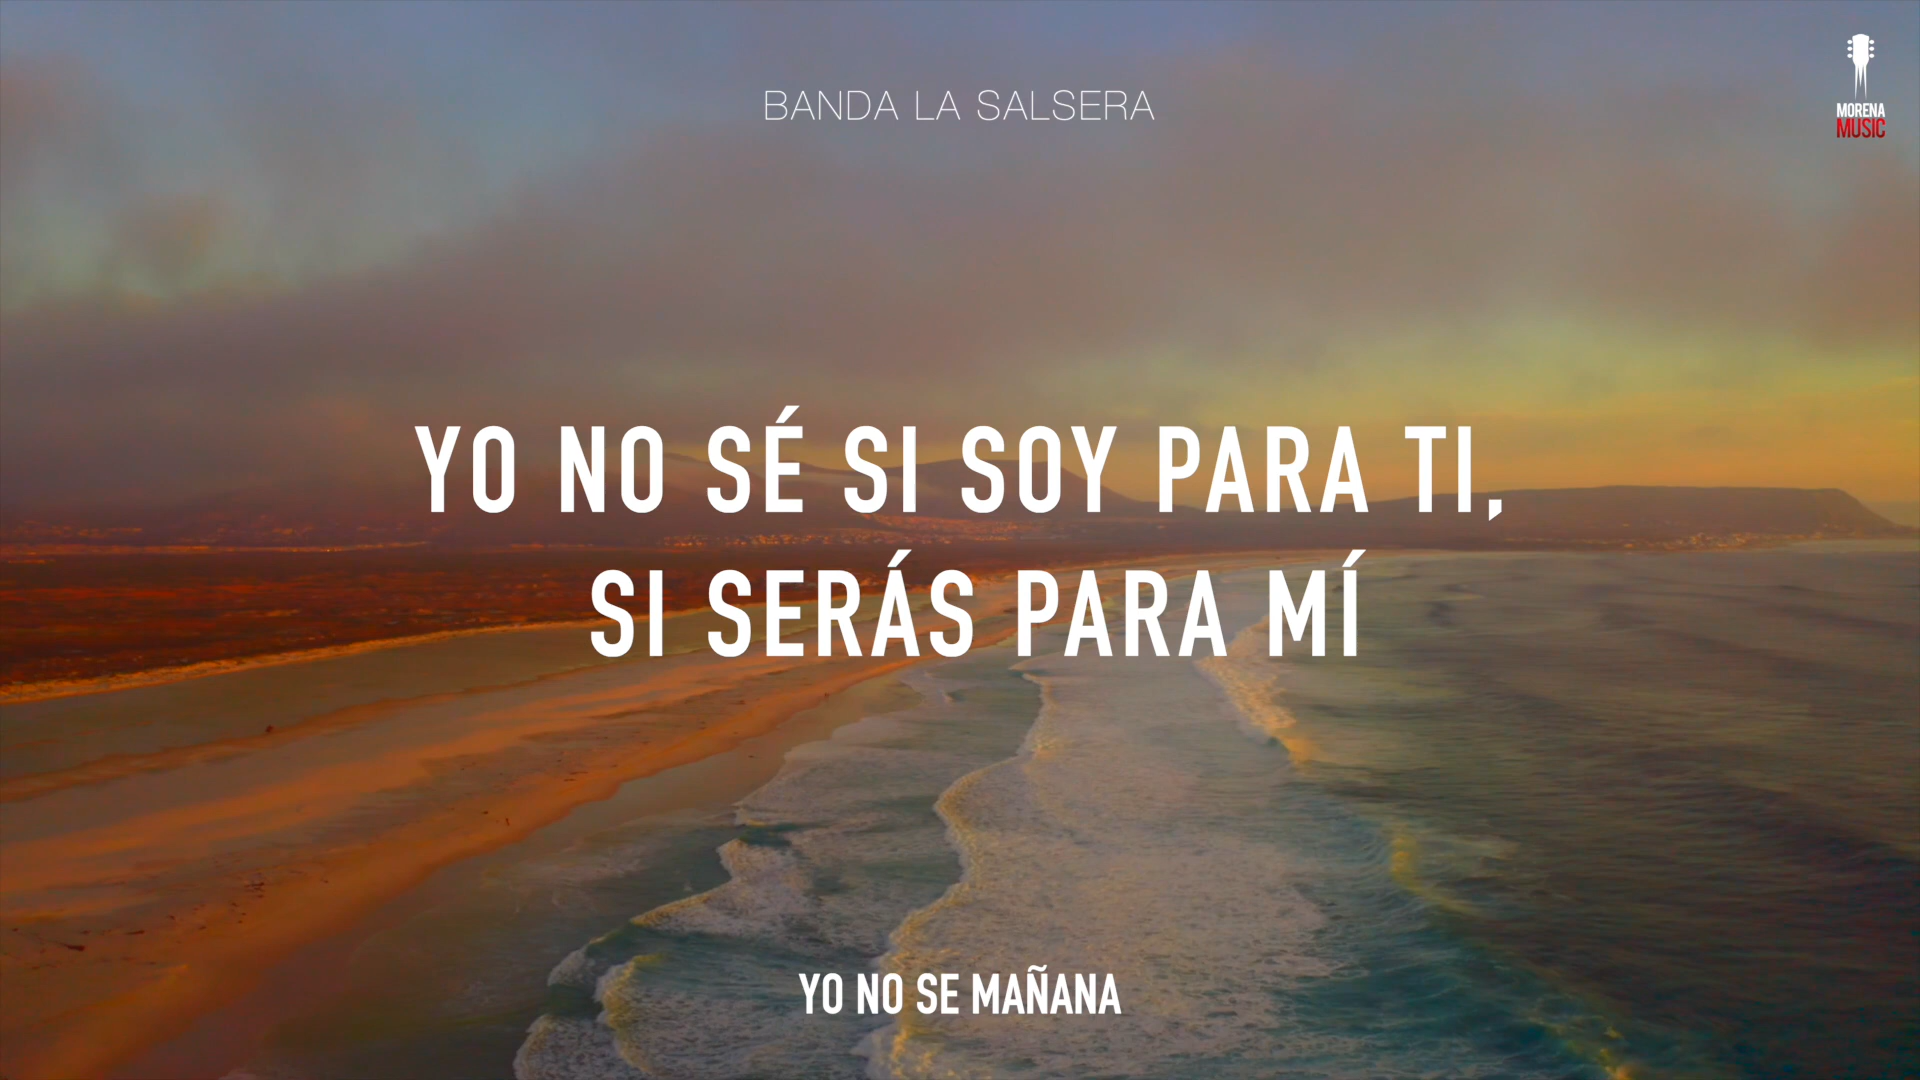 BANDA LA SALSERA
MORENA
MUSIC
YO NO SÉ SI SOY PARA TI,
SI SERÁS PARA MÍ
YO NO SE MAÑANA